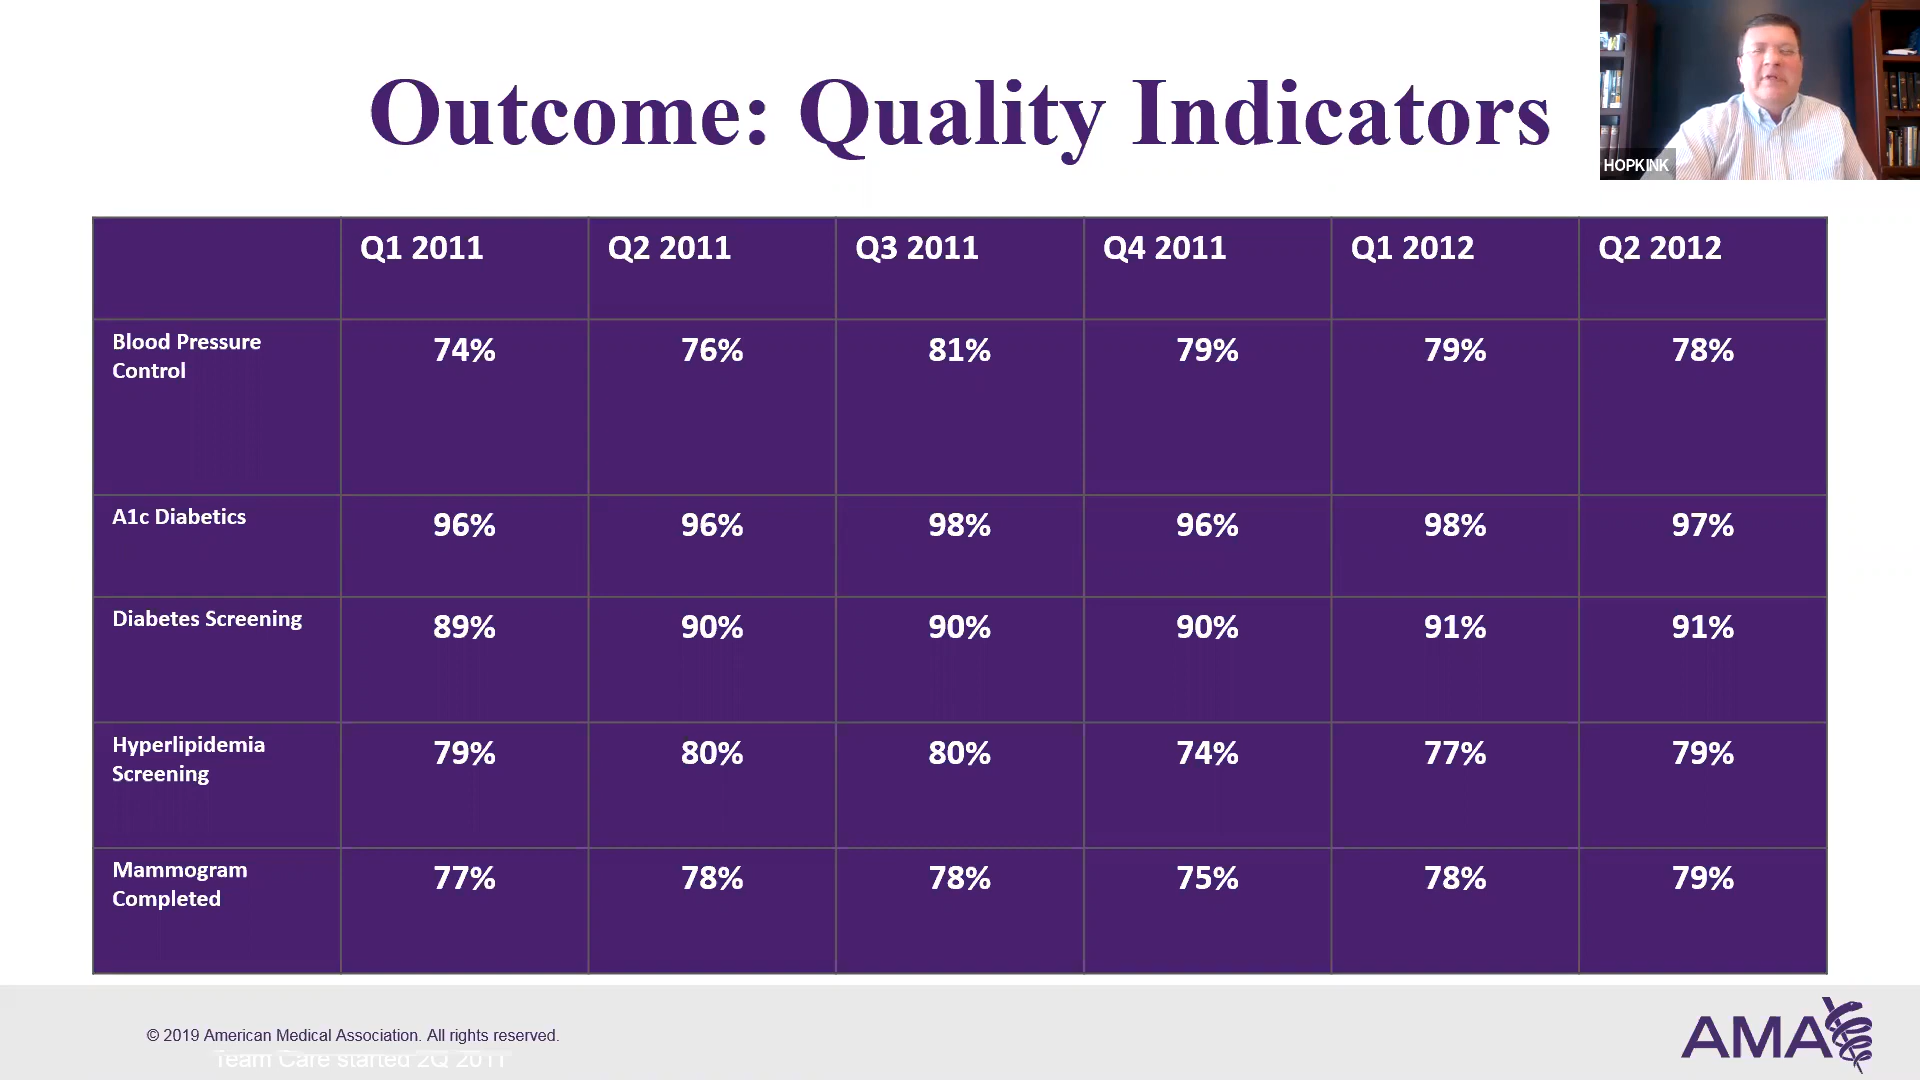 Outcome: Quality Indicators
HOPKINK
Q1 2011 Q2 2011 Q3 2011 Q4 2011 Q1 2012 Q2 2012
Blood Pressure
Control
74% 76% 81% 79% 79% 78%
A1c Diabetics 96% 96% 98% 96% 98% 97%
Diabetes Screening 89% 90% 90% 90% 91% 91%
Hyperlipidemia
Screening
79% 80% 80% 74% 77% 79%
Mammogram
Completed
77% 78% 78% 75% 78% 79%
© 2019 American Medical Association. All rights reserved.
Team Care started 2Q 2011
AMA